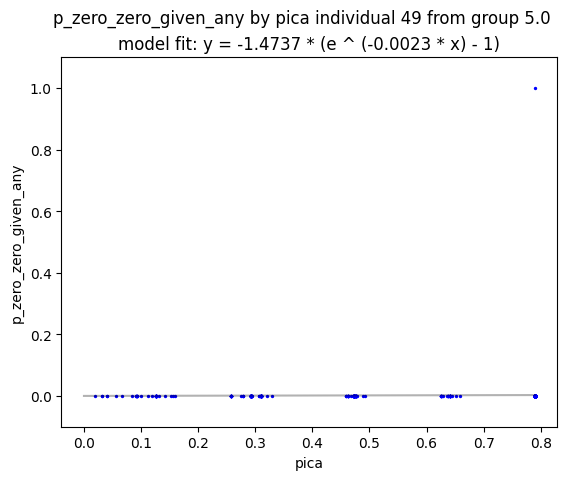 p_zero_zero_given_any by pica individual 49 from group 5.0
model fit: y = -1.4737 * (e ^ (-0.0023 * x) - 1)
1.0
0.8
0.6
0.4
0.2
0.0
p_zero_zero_given_any
0.0 0.1 0.2 0.3 0.4 0.5 0.6 0.7 0.8
pica